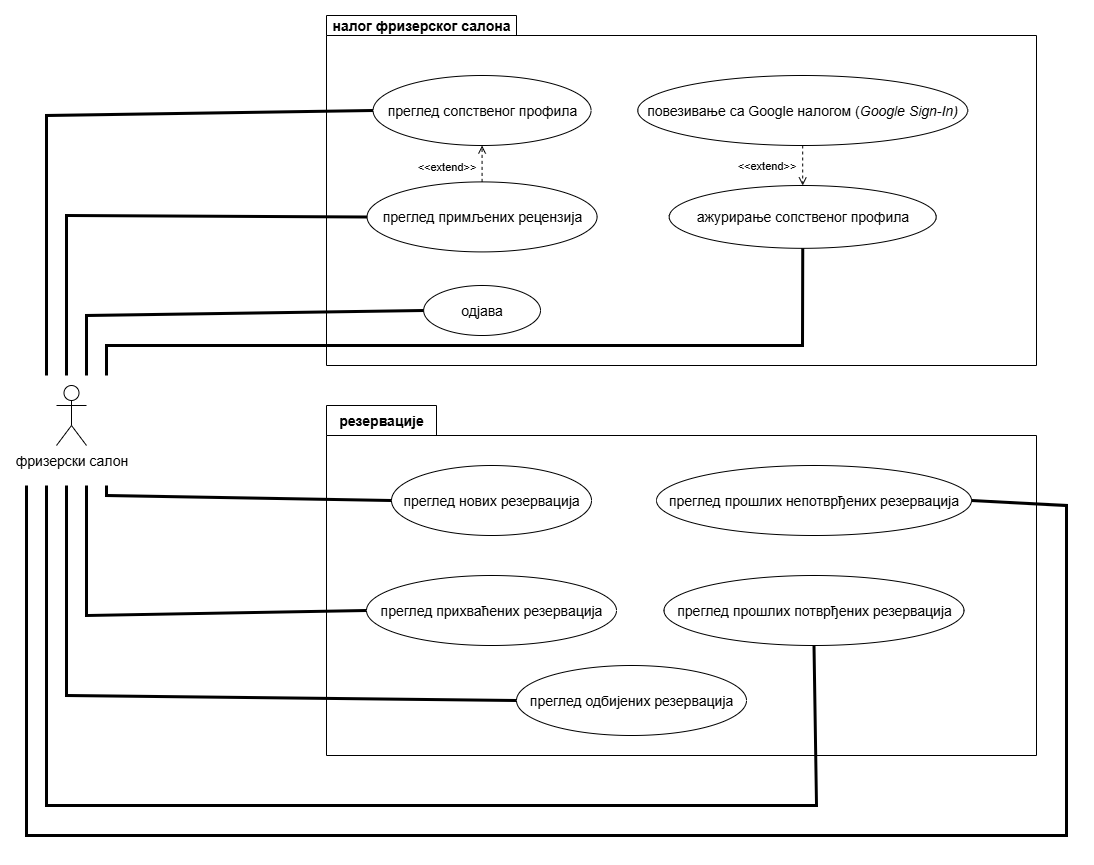 налог фризерског салона
преглед сопственог профила
повезивање са Google налогом (Google Sign-In)
<<extend>>
<<extend>>
преглед примљених рецензија
ажурирање сопственог профила
одјава
фризерски салон
резервације
преглед нових резервација
преглед прошлих непотврђених резервација
преглед прихваћених резервација
преглед прошлих потврђених резервација
преглед одбијених резервација